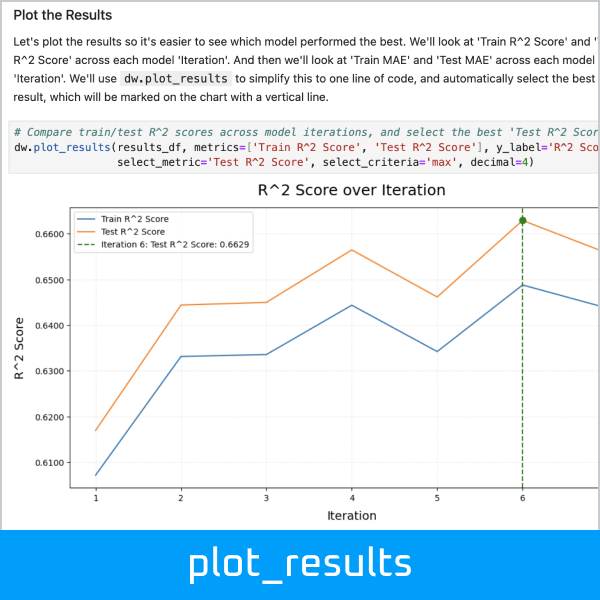 Plot the Results
Let's plot the results so it's easier to see which model performed the best. We'll look at 'Train R^2 Score' and '
R^2 Score' across each model 'Iteration'. And then we'll look at 'Train MAE' and 'Test MAE' across each model
'Iteration'. We'll use dw.plot_results to simplify this to one line of code, and automatically select the best
result, which will be marked on the chart with a vertical line.
# Compare train/test R^2 scores across model iterations, and select the best 'Test R^2 Scor
dw.plot_results(results_df, metrics=['Train R^2 Score', 'Test R^2 Score'], y_label='R^2 Sco
select_metric='Test R^2 Score', select_criteria='max', decimal=4)
R^2 Score over Iteration
Train R^2 Score
Test R^2 Score
Iteration 6: Test R^2 Score: 0.6629
0.6600
0.6500
0.6400
0.6300
0.6200
0.6100
R^2 Score
1 2 3 4 5 6
Iteration
plot_results